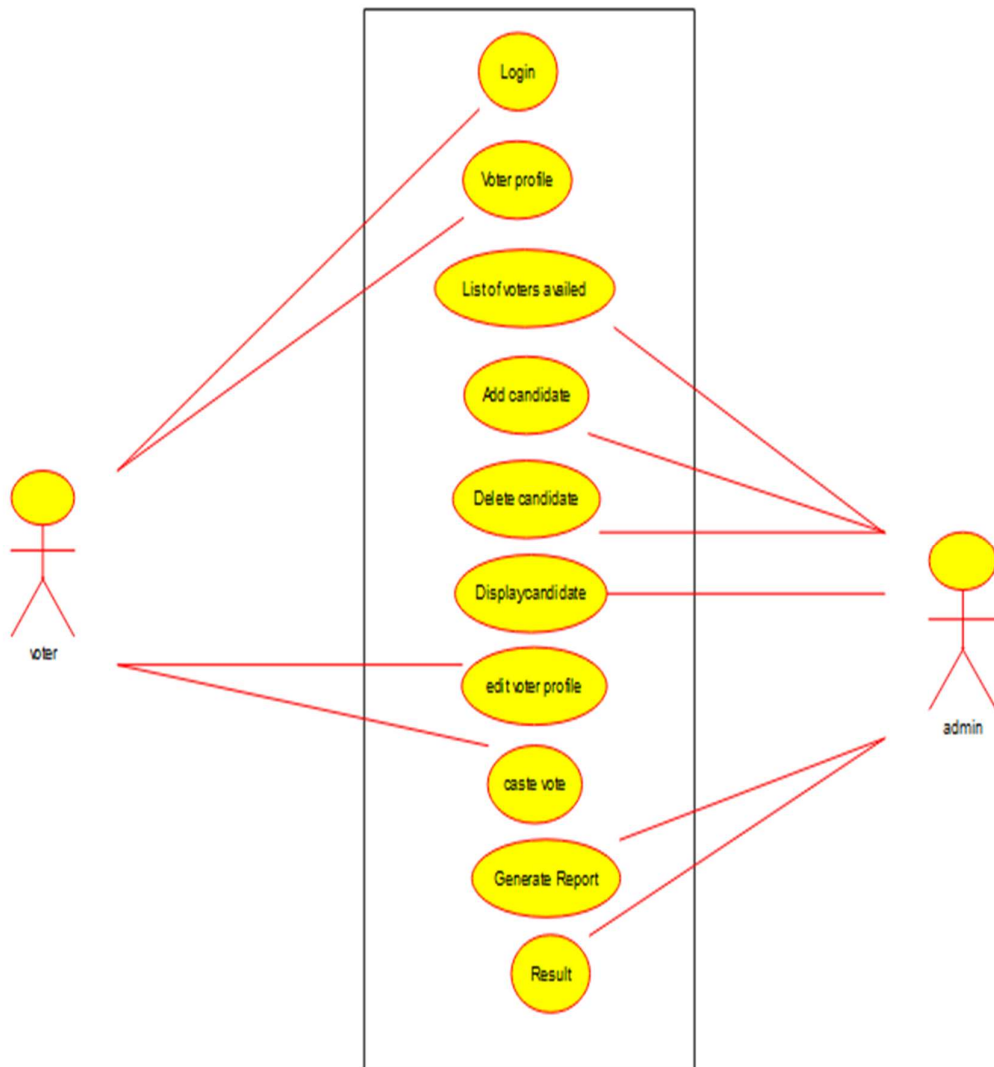 Login
Voter profile
List of voters availed
Add candidate
Delete candidate
Displaycandidate
voter
edit voter profile
admin
caste vote
Generate Report
Result